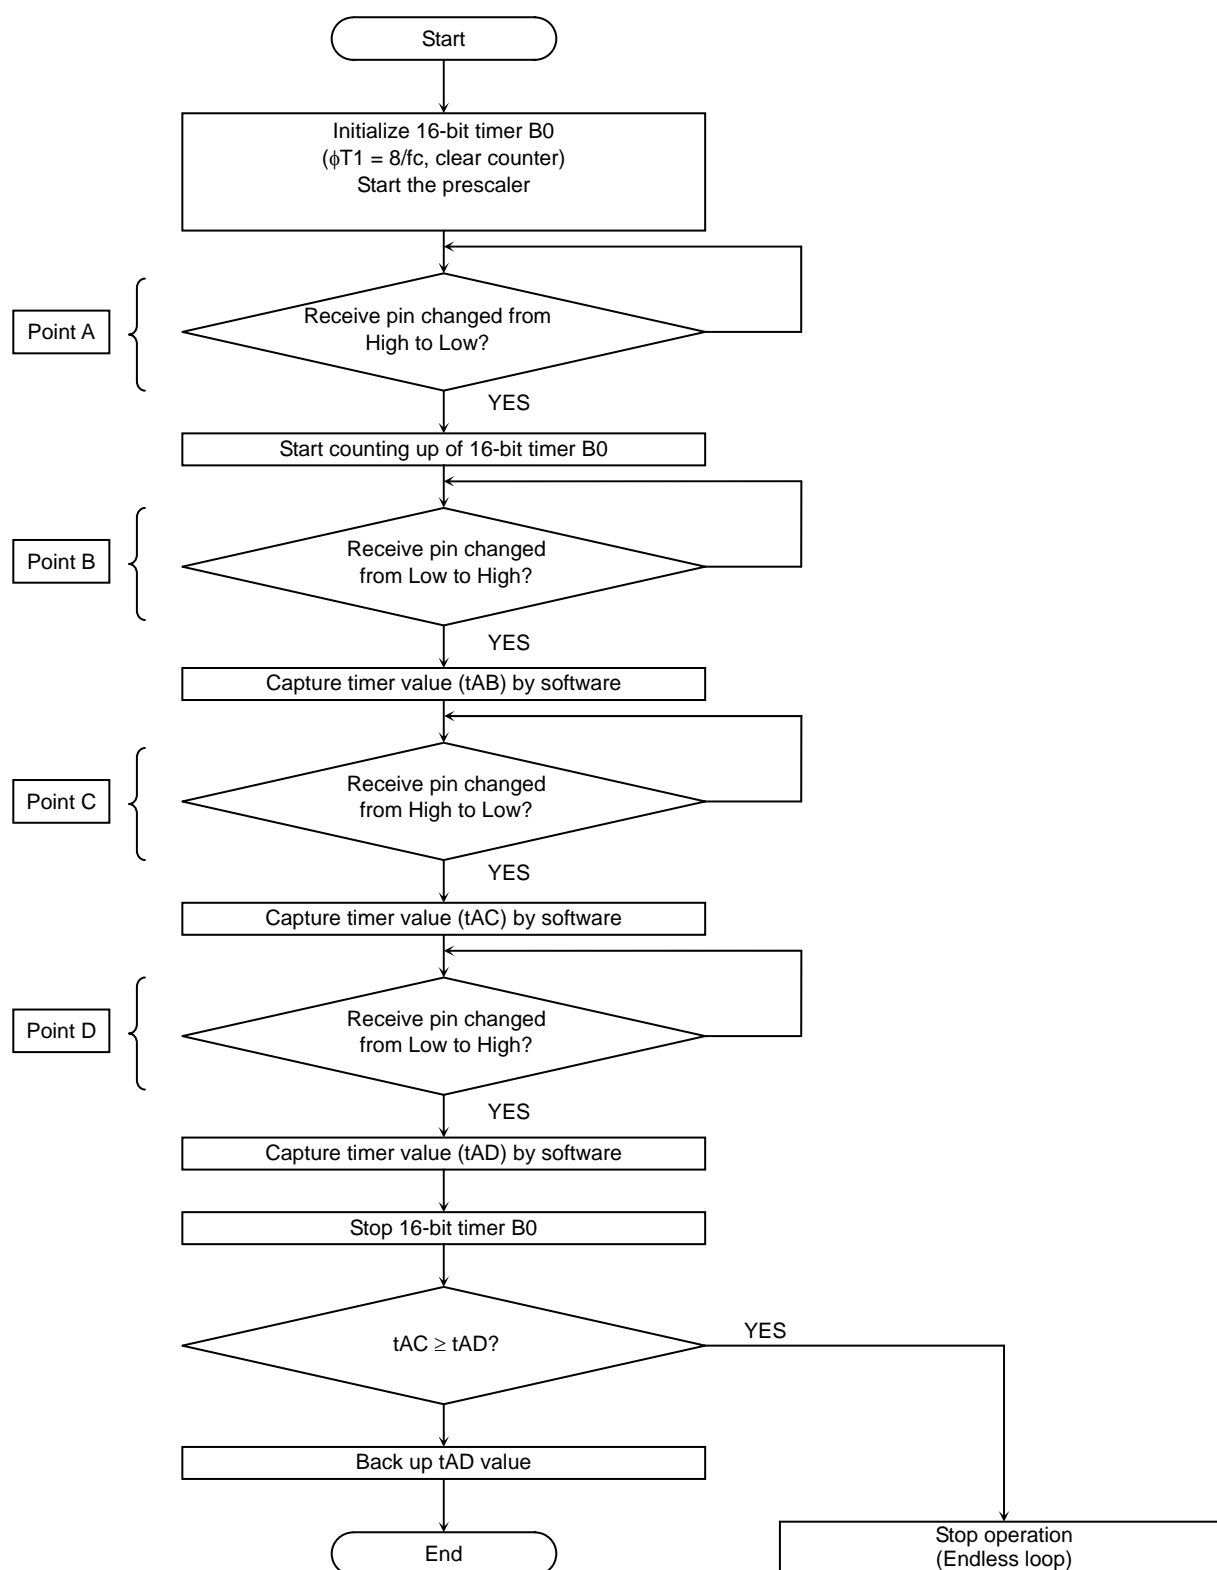 Start
Initialize 16-bit timer B0
(ϕT1 = 8/fc, clear counter)
Start the prescaler
Point A
Receive pin changed from
High to Low?
YES
Start counting up of 16-bit timer B0
Point B
Receive pin changed
from Low to High?
YES
Capture timer value (tAB) by software
Point C
Receive pin changed
from High to Low?
YES
Capture timer value (tAC) by software
Point D
Receive pin changed
from Low to High?
YES
Capture timer value (tAD) by software
Stop 16-bit timer B0
tAC ≥ tAD?
YES
Back up tAD value
End
Stop operation
(Endless loop)